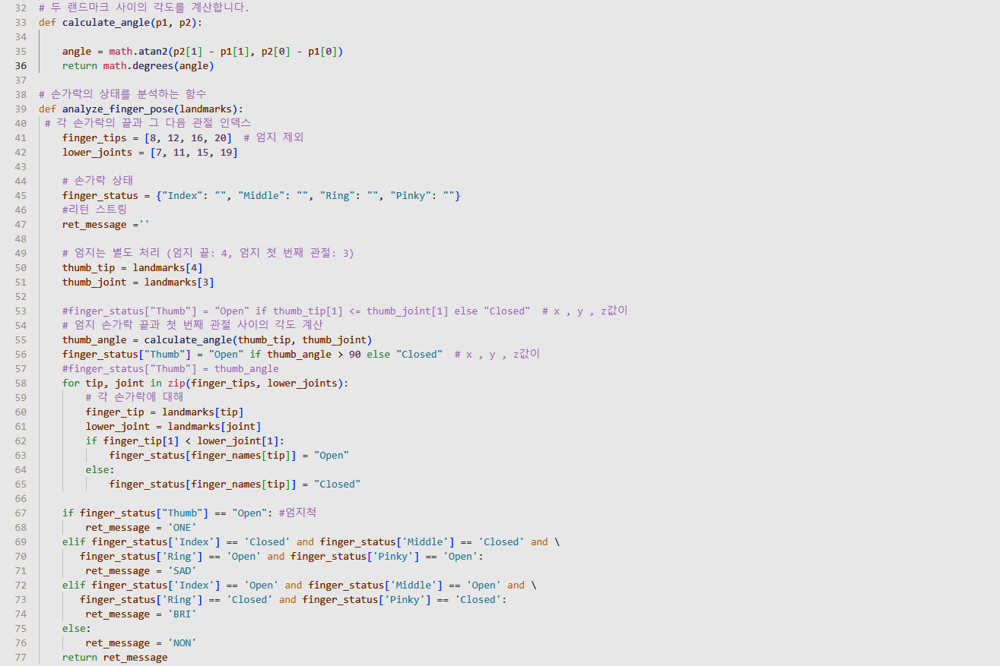 32 # 두 랜드마크 사이의 각도를 계산합니다.
33 def calculate_angle(p1, p2):
34
35     angle = math.atan2(p2[1] - p1[1], p2[0] - p1[0])
36     return math.degrees(angle)
37
38 # 손가락의 상태를 분석하는 함수
39 def analyze_finger_pose(landmarks):
40  # 각 손가락의 끝과 그 다음 관절 인덱스
41     finger_tips = [8, 12, 16, 20]  # 엄지 제외
42     lower_joints = [7, 11, 15, 19]
43
44     # 손가락 상태
45     finger_status = {"Index": "", "Middle": "", "Ring": "", "Pinky": ""}
46     #리턴 스트링
47     ret_message =''
48
49     # 엄지는 별도 처리 (엄지 끝: 4, 엄지 첫 번째 관절: 3)
50     thumb_tip = landmarks[4]
51     thumb_joint = landmarks[3]
52
53     #finger_status["Thumb"] = "Open" if thumb_tip[1] <= thumb_joint[1] else "Closed"  # x , y , z값이
54     # 엄지 손가락 끝과 첫 번째 관절 사이의 각도 계산
55     thumb_angle = calculate_angle(thumb_tip, thumb_joint)
56     finger_status["Thumb"] = "Open" if thumb_angle > 90 else "Closed"  # x , y , z값이
57     #finger_status["Thumb"] = thumb_angle
58     for tip, joint in zip(finger_tips, lower_joints):
59         # 각 손가락에 대해
60         finger_tip = landmarks[tip]
61         lower_joint = landmarks[joint]
62         if finger_tip[1] < lower_joint[1]:
63             finger_status[finger_names[tip]] = "Open"
64         else:
65             finger_status[finger_names[tip]] = "Closed"
66
67     if finger_status["Thumb"] == "Open": #엄지척
68         ret_message = 'ONE'
69     elif finger_status['Index'] == 'Closed' and finger_status['Middle'] == 'Closed' and \
70        finger_status['Ring'] == 'Open' and finger_status['Pinky'] == 'Open':
71         ret_message = 'SAD'
72     elif finger_status['Index'] == 'Open' and finger_status['Middle'] == 'Open' and \
73        finger_status['Ring'] == 'Closed' and finger_status['Pinky'] == 'Closed':
74         ret_message = 'BRI'
75     else:
76         ret_message = 'NON'
77     return ret_message